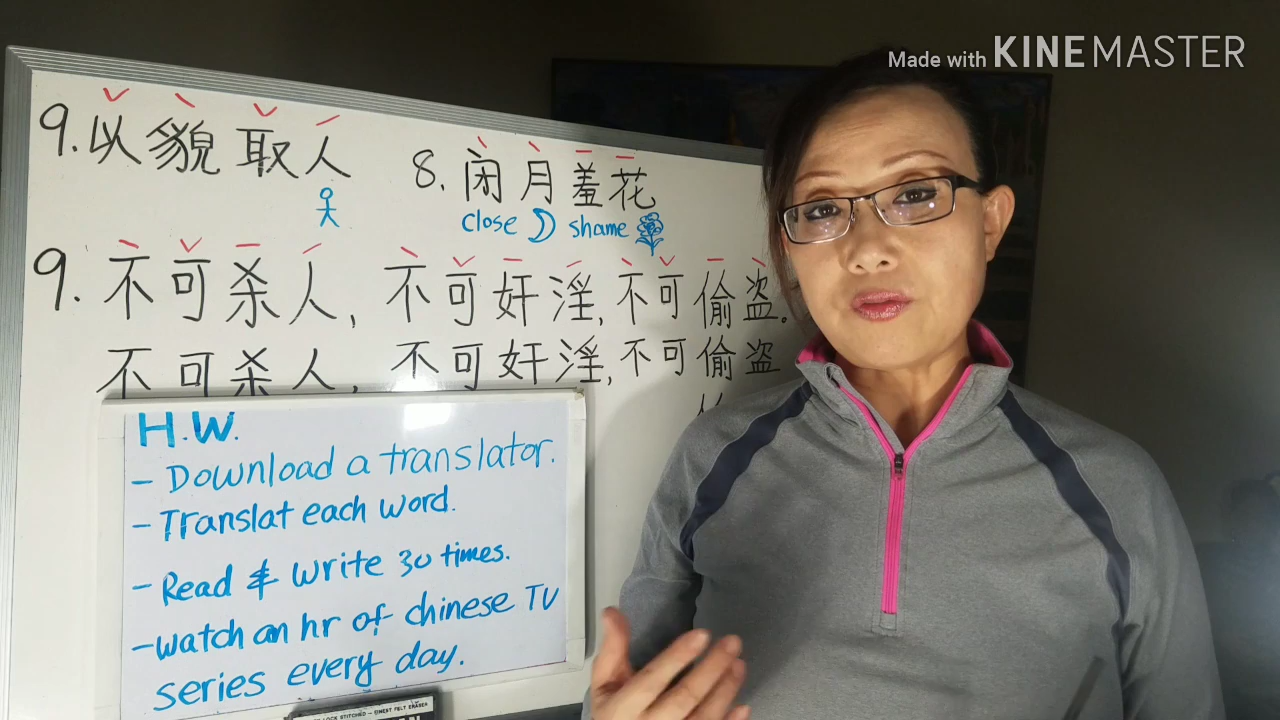 Made with KINEMASTER
9. 以貌取人
8. 闭月羞花
close shame
9. 不可杀人, 不可奸淫, 不可偷盗。
不可杀人, 不可奸淫, 不可偷盗
H.W.
- Download a translator.
- Translat each word.
- Read & write 30 times.
- watch an hr of chinese TV
series every day.